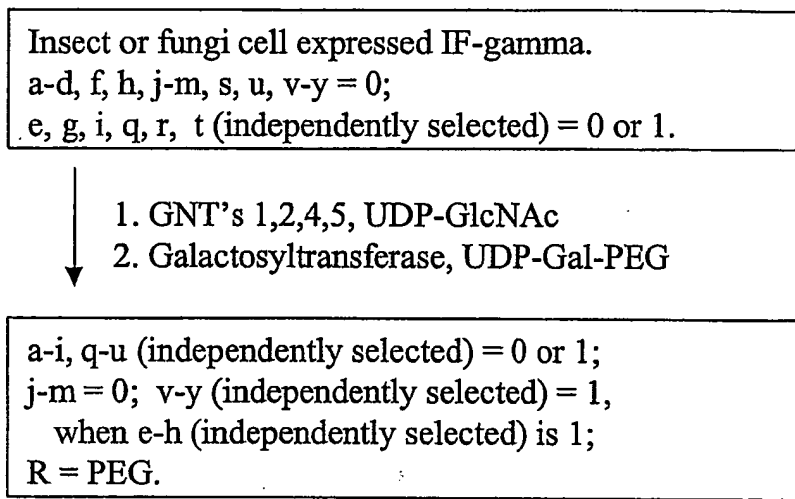 Insect or fungi cell expressed IF-gamma.
a-d, f, h, j-m, s, u, v-y = 0;
e, g, i, q, r, t (independently selected) = 0 or 1.
1. GNT's 1,2,4,5, UDP-GlcNAc
2. Galactosyltransferase, UDP-Gal-PEG
a-i, q-u (independently selected) = 0 or 1;
j-m = 0; v-y (independently selected) = 1,
when e-h (independently selected) is 1;
R = PEG.